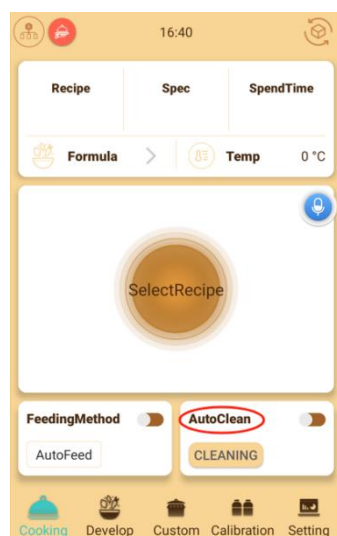 16:40
Recipe Spec SpendTime
Formula Temp 0 °C
SelectRecipe
FeedingMethod AutoClean
AutoFeed CLEANING
Cooking Develop Custom Calibration Setting